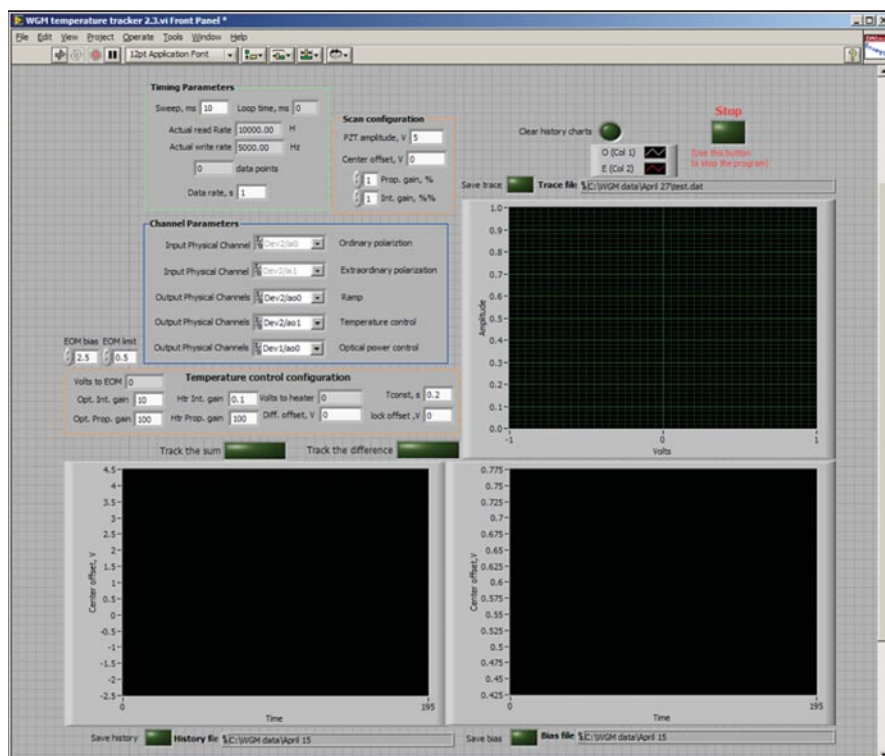 WGM temperature tracker 2.3.vi Front Panel *
File Edit View Project Operate Tools Window Help
12pt Application Font
Timing Parameters
Sweep, ms 10 Loop time, ms 0
Actual read Rate 10000.00 H
Actual write rate 5000.00 Hz
0 data points
Data rate, s 1
Scan configuration
PZT amplitude, V 5
Center offset, V 0
1 Prop. gain, %
1 Int. gain, %%
Clear history charts
Stop
(Use this button
to stop the program)
O (Col 1)
E (Col 2)
Save trace Trace file C:\WGM data\April 27\test.dat
Channel Parameters
Input Physical Channel Dev2/ai0 Ordinary polariztion
Input Physical Channel Dev2/ai1 Extraordinary polarization
Output Physical Channels Dev2/ao0 Ramp
Output Physical Channels Dev2/ao1 Temperature control
Output Physical Channels Dev1/ao0 Optical power control
EOM bias EOM limit
2.5 0.5
Temperature control configuration
Volts to EOM 0
Opt. Int. gain 10 Htr Int. gain 0.1 Volts to heater 0 Tconst, s 0.2
Opt. Prop. gain 100 Htr Prop. gain 100 Diff. offset, V 0 lock offset ,V 0
Track the sum Track the difference
1.0
0.9
0.8
0.7
0.6
0.5
0.4
0.3
0.2
0.1
0.0
Amplitude
-1 0 1
Volts
4.5
4
3.5
3
2.5
2
1.5
1
0.5
0
-0.5
-1
-1.5
-2
-2.5
Center offset, V
0 195
Time
0.775
0.75
0.725
0.7
0.675
0.65
0.625
0.6
0.575
0.55
0.525
0.5
0.475
0.45
0.425
Center offset,V
0 195
Time
Save history History file C:\WGM data\April 15
Save bias Bias file C:\WGM data\April 15